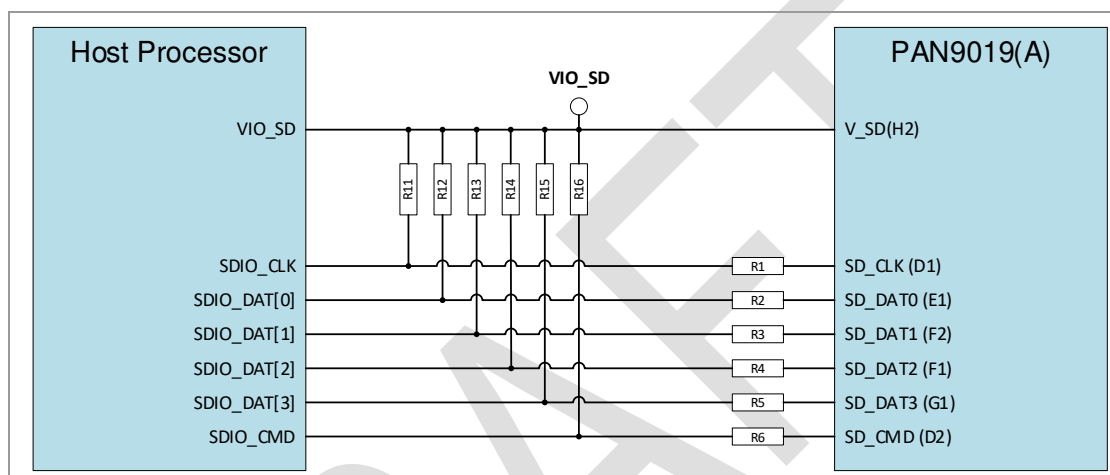 Host Processor
PAN9019(A)
VIO_SD
VIO_SD
V_SD(H2)
R11
R12
R13
R14
R15
R16
SDIO_CLK
R1
SD_CLK (D1)
SDIO_DAT[0]
R2
SD_DAT0 (E1)
SDIO_DAT[1]
R3
SD_DAT1 (F2)
SDIO_DAT[2]
R4
SD_DAT2 (F1)
SDIO_DAT[3]
R5
SD_DAT3 (G1)
SDIO_CMD
R6
SD_CMD (D2)